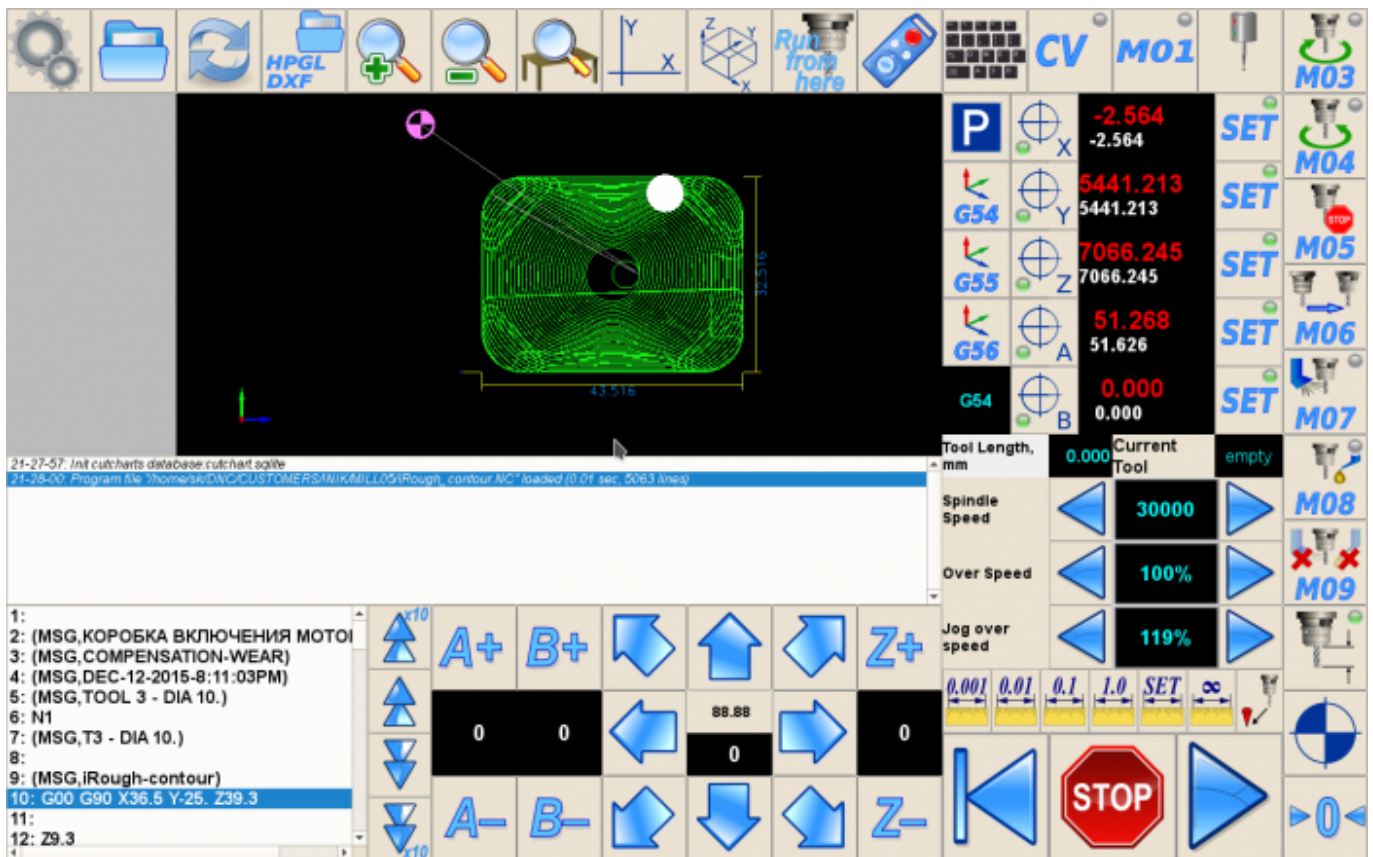 HPGL
DXF
Y
X
Z
Y
X
Run
from
here
CV
M01
M03
P
X
-2.564
-2.564
SET
M04
G54
Y
5441.213
5441.213
SET
M05
G55
Z
7066.245
7066.245
SET
G56
A
51.268
51.626
SET
M06
G54
B
0.000
0.000
SET
M07
32.516
43.516
Tool Length,
mm
0.000
Current
Tool
empty
M08
21-27-57: Init cutcharts database:cutchart.sqlite
21-28-00: Program file "/home/sk/DNC/CUSTOMERS/NIK/MILL05/iRough_contour.NC" loaded (0.01 sec, 5063 lines)
Spindle
Speed
30000
Over Speed
100%
M09
Jog over
speed
119%
1:
2: (MSG,КОРОБКА ВКЛЮЧЕНИЯ
3: (MSG,COMPENSATION-WEAR)
4: (MSG,DEC-12-2015-8:11:03PM)
5: (MSG,TOOL 3 - DIA 10.)
6: N1
7: (MSG,T3 - DIA 10.)
8:
9: (MSG,iRough-contour)
10: G00 G90 X36.5 Y-25. Z39.3
11:
12: Z9.3
x10
x10
A+
B+
Z+
0
0
88.88
0
0
A–
B–
Z–
0.001
0.01
0.1
1.0
SET
∞
STOP
STOP
0